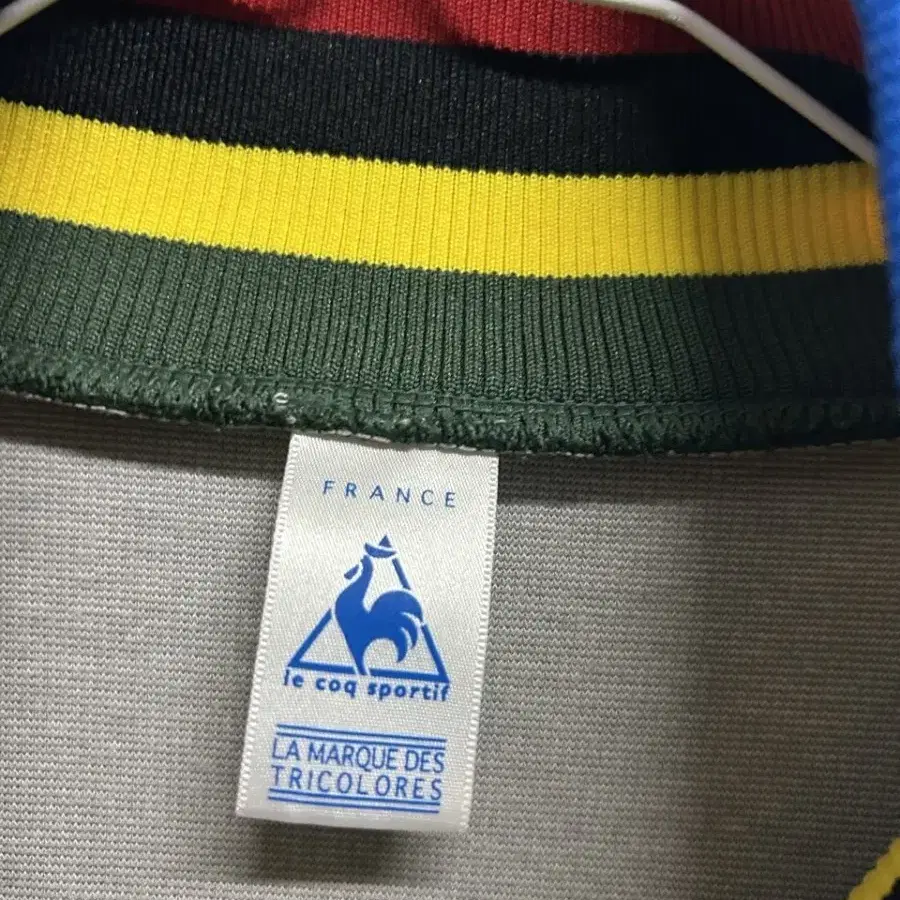 FRANCE
le coq sportif
LA MARQUE DES
TRICOLORES